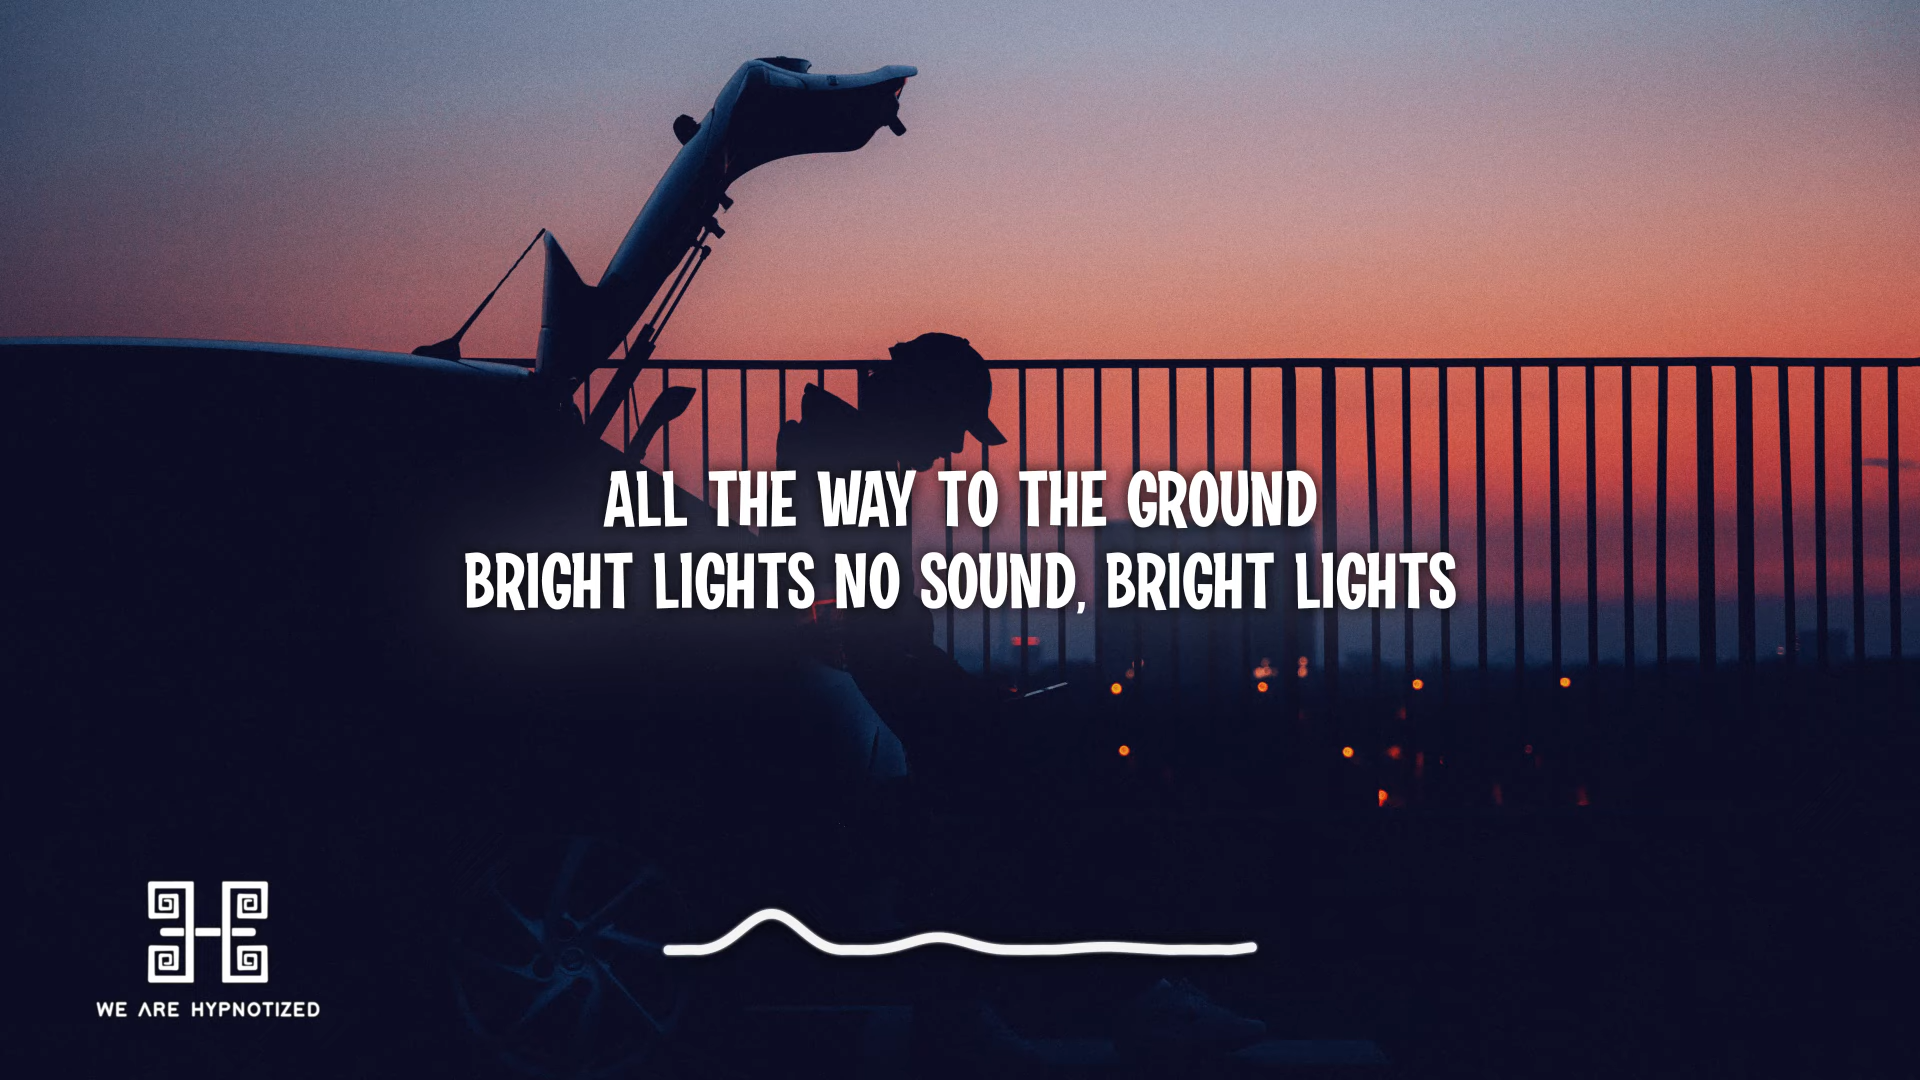 ALL THE WAY TO THE GROUND
BRIGHT LIGHTS NO SOUND, BRIGHT LIGHTS
WE ARE HYPNOTIZED